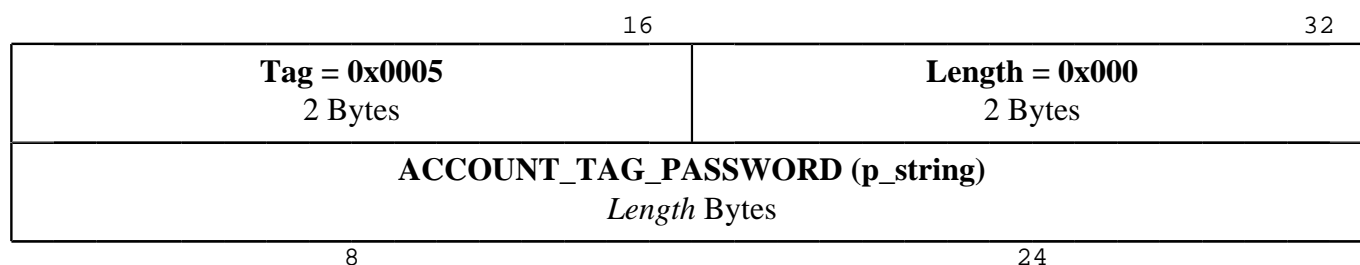 16 32
Tag = 0x0005 Length = 0x000
2 Bytes 2 Bytes
ACCOUNT_TAG_PASSWORD (p_string)
Length Bytes
8 24